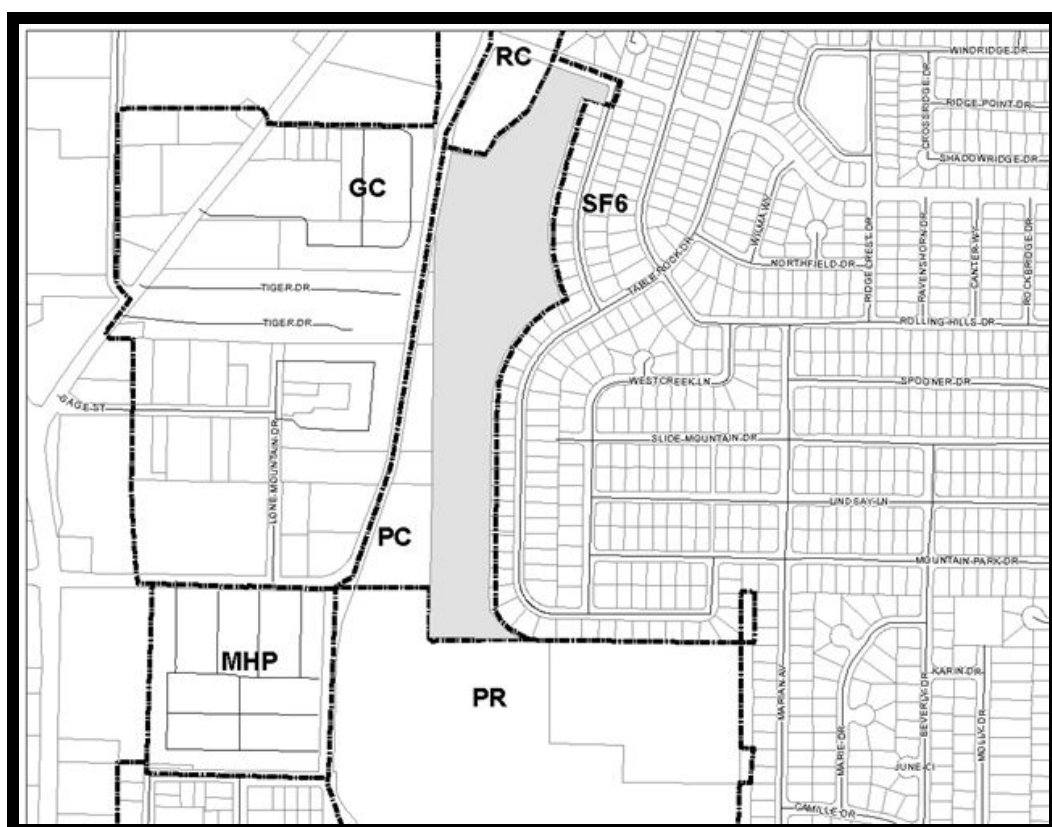 RC
WINDRIDGE DR
CROSSRIDGE DR
RIDGE POINT DR
SHADOWRIDGE DR
GC
SF6
WILMA WY
RIDGECREST DR
RAVENSHORN DR
CANTER WY
ROCKBRIDGE DR
NORTHFIELD DR
TABLE ROCK DR
TIGER DR
TIGER DR
ROLLING HILLS DR
WESTCREEK LN
SPOONER DR
GAGE ST
SLIDE MOUNTAIN DR
LONE MOUNTAIN DR
LINDSAY LN
PC
MOUNTAIN PARK DR
MHP
PR
MARIAN AV
MARIE DR
BEVERLY DR
KARIN DR
MOLLY DR
JUNE CI
CAMILLE DR